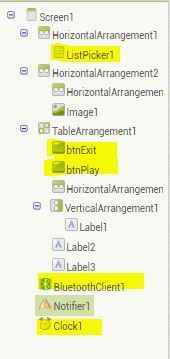 Screen1
HorizontalArrangement1
ListPicker1
HorizontalArrangement2
HorizontalArrangemen
Image1
TableArrangement1
btnExit
btnPlay
HorizontalArrangemen
VerticalArrangement1
Label1
Label2
Label3
BluetoothClient1
Notifier1
Clock1